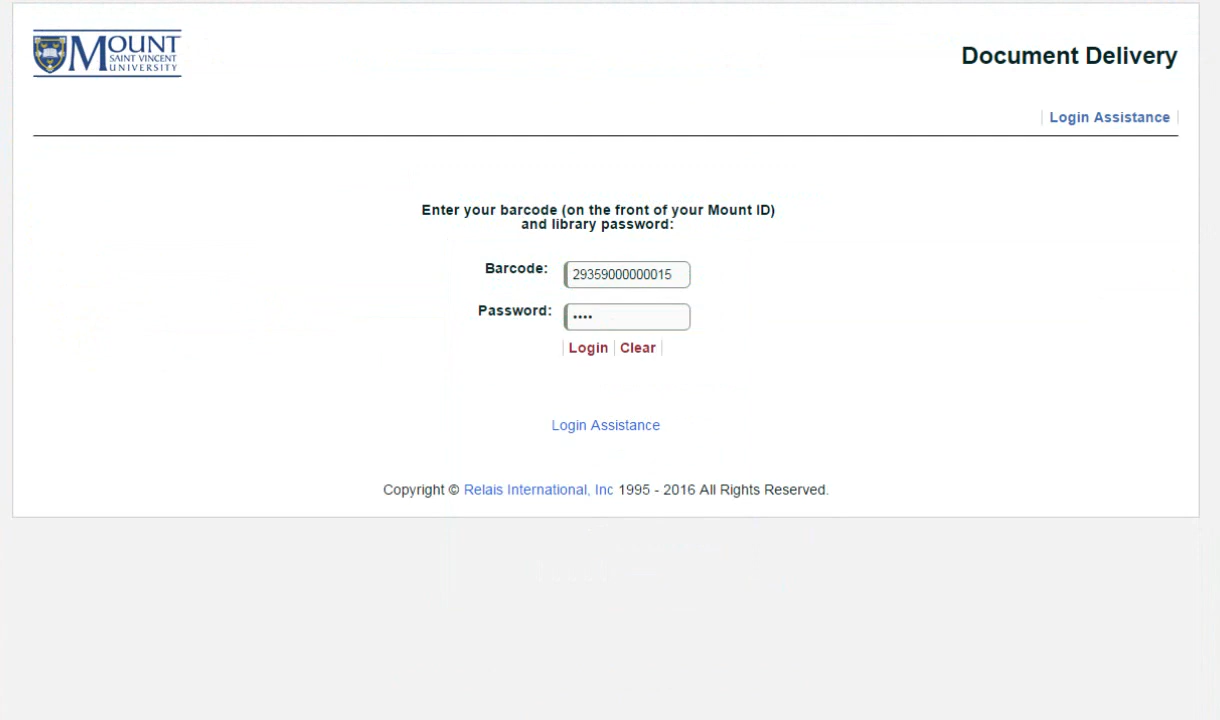 MOUNT
SAINT VINCENT
UNIVERSITY
Document Delivery
Login Assistance
Enter your barcode (on the front of your Mount ID)
and library password:
Barcode: 29359000000015
Password: ••••
Login Clear
Login Assistance
Copyright © Relais International, Inc 1995 - 2016 All Rights Reserved.